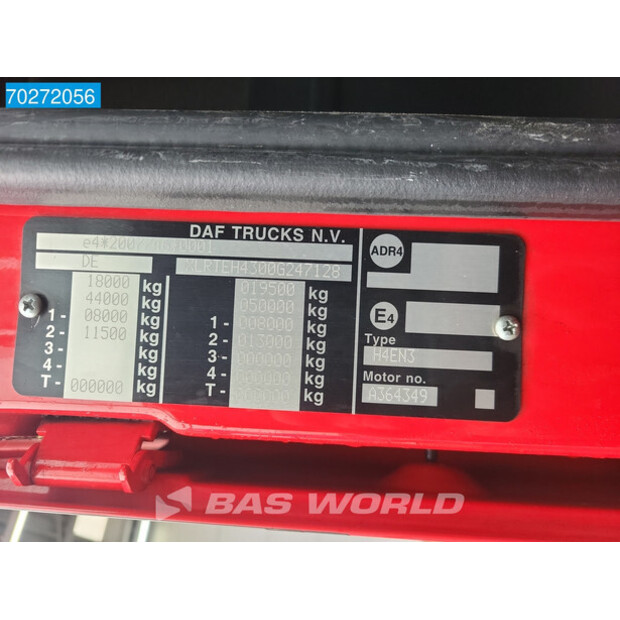 70272056
DAF TRUCKS N.V.
DE
18000 kg
44000 kg
1- 08000 kg
2- 11500 kg
3- kg
4- kg
T- 000000 kg
019500 kg
050000 kg
1- 008000 kg
2- 013000 kg
3- 000000 kg
4- 000000 kg
T- 000000 kg
ADR4
E4
Type
H4EN3
Motor no.
A364349
BAS WORLD